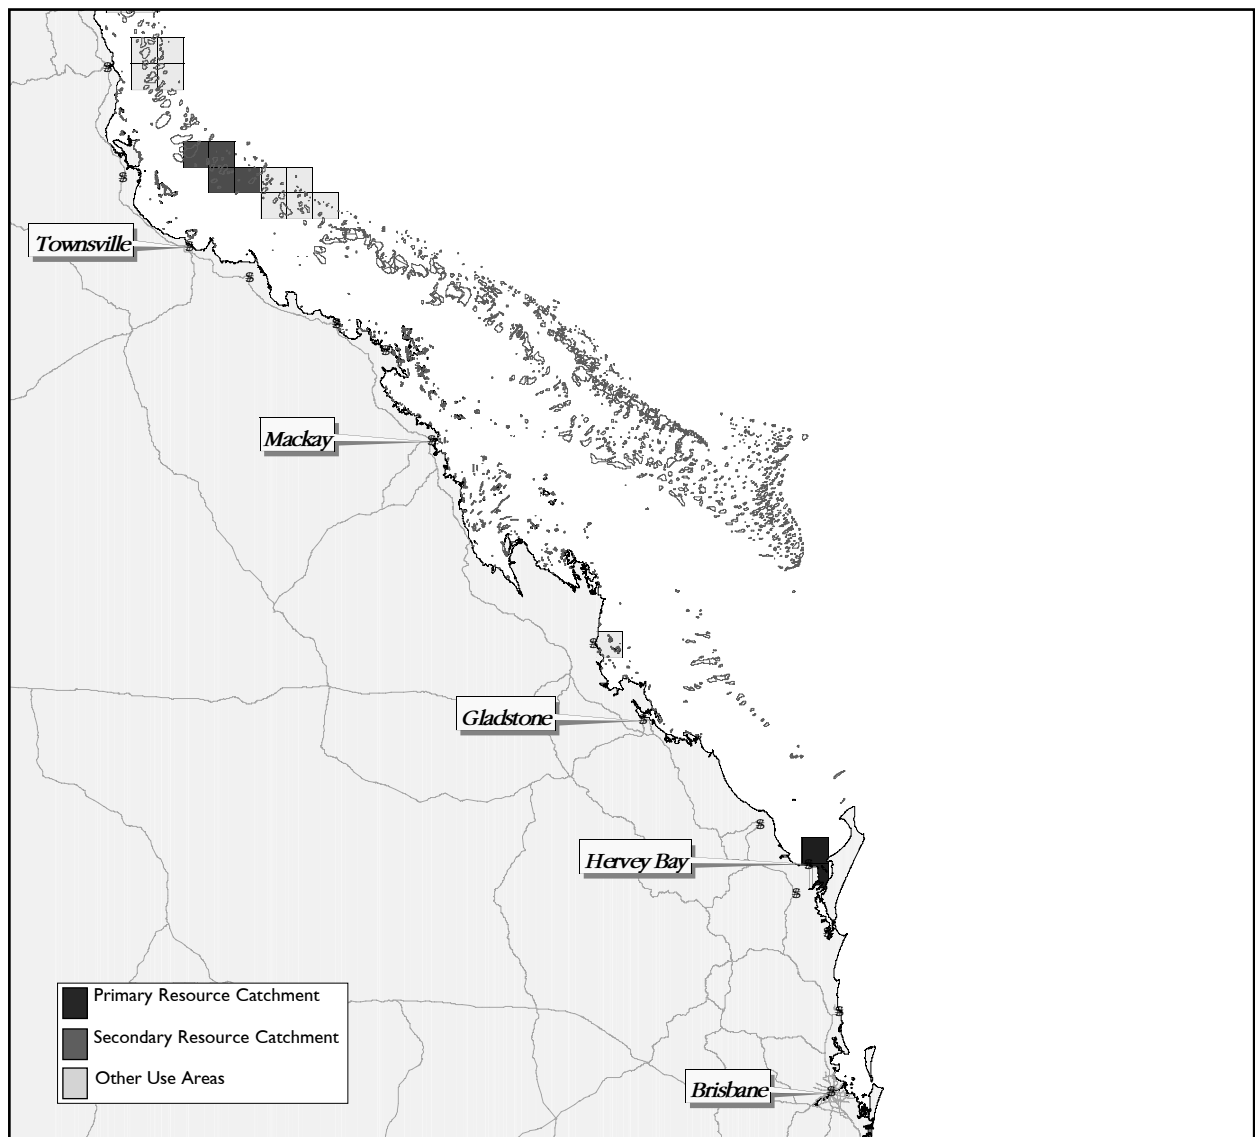 Townsville
Mackay
Gladstone
Hervey Bay
Primary Resource Catchment
Secondary Resource Catchment
Other Use Areas
Brisbane